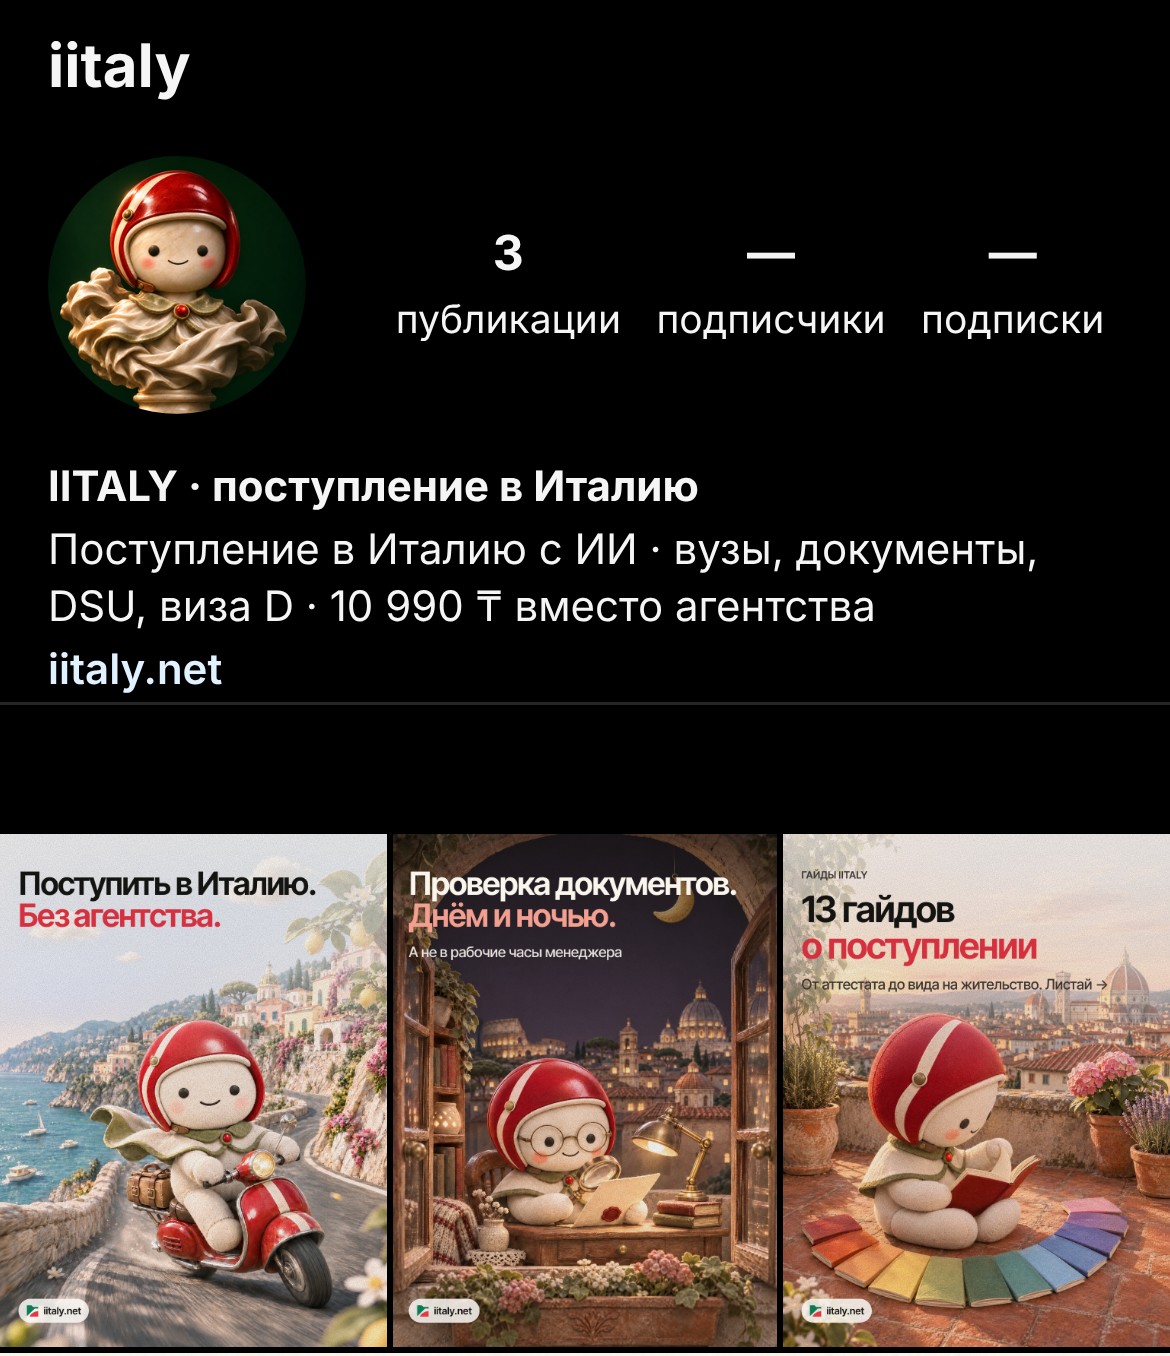 iitaly
3
—
—
публикации
подписчики
подписки
IITALY · поступление в Италию
Поступление в Италию с ИИ · вузы, документы,
DSU, виза D · 10 990 ₸ вместо агентства
iitaly.net
Поступить в Италию.
Без агентства.
iitaly.net
Проверка документов.
Днём и ночью.
А не в рабочие часы менеджера
iitaly.net
ГАЙДЫ IITALY
13 гайдов
о поступлении
От аттестата до вида на жительство. Листай →
iitaly.net